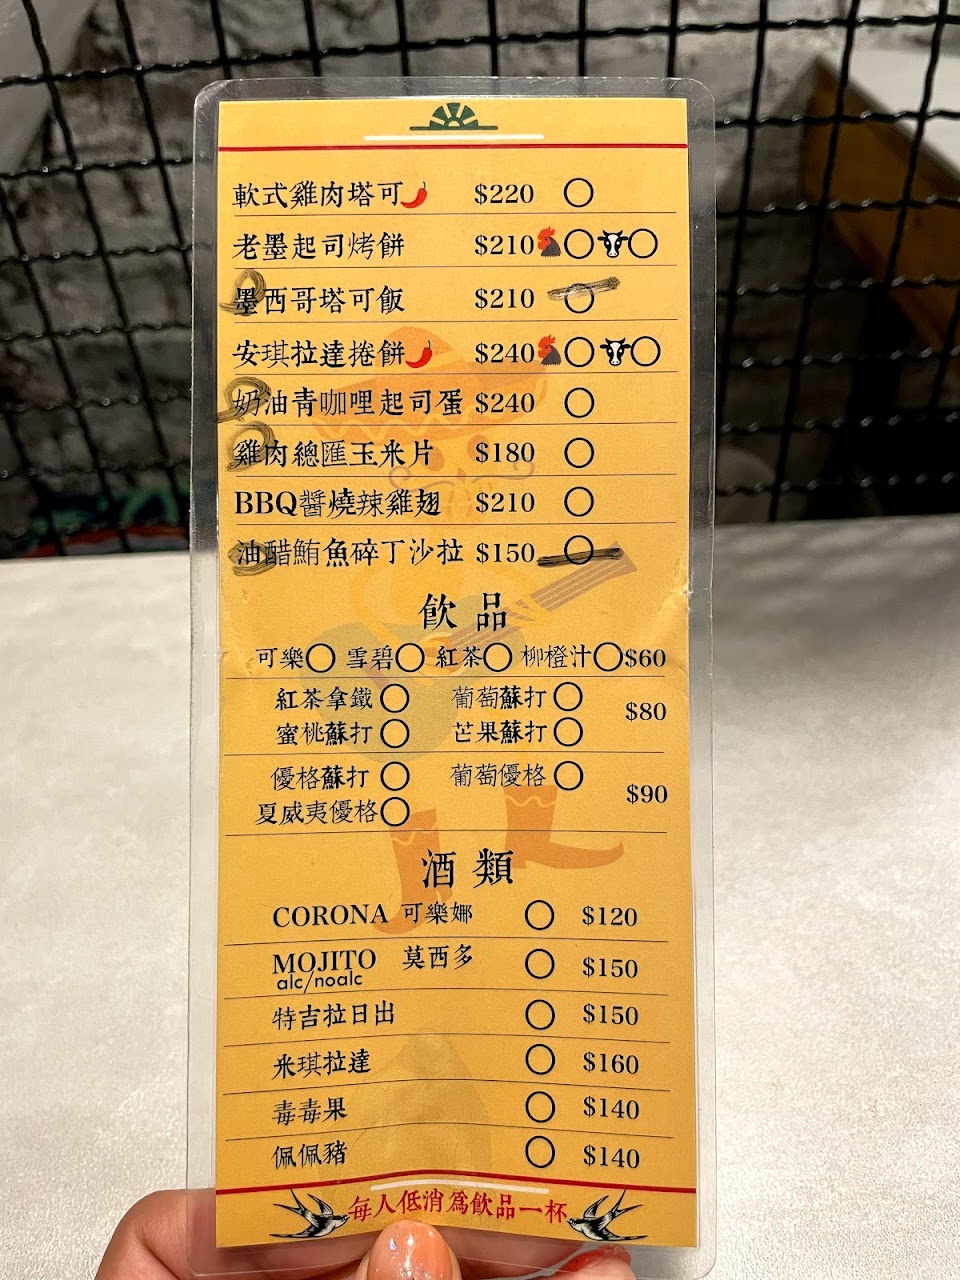 軟式雞肉塔可 $220
老墨起司烤餅 $210
墨西哥塔可飯 $210
安琪拉達捲餅 $240
奶油青咖哩起司蛋 $240
雞肉總匯玉米片 $180
BBQ醬燒辣雞翅 $210
油醋鮪魚碎丁沙拉 $150
飲品
可樂 雪碧 紅茶 柳橙汁 $60
紅茶拿鐵 葡萄蘇打
$80
蜜桃蘇打 芒果蘇打
優格蘇打 葡萄優格
$90
夏威夷優格
酒類
CORONA 可樂娜 $120
MOJITO 莫西多 $150
alc/noalc
特吉拉日出 $150
米琪拉達 $160
毒毒果 $140
佩佩豬 $140
每人低消為飲品一杯